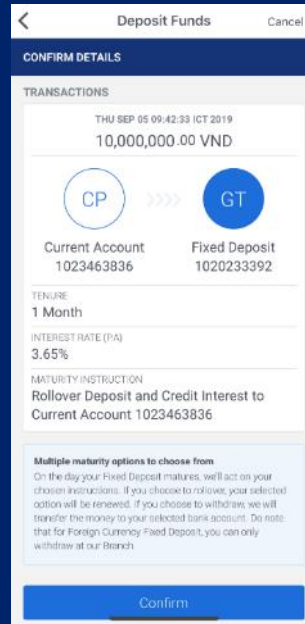 Deposit Funds Cancel
CONFIRM DETAILS
TRANSACTIONS
THU SEP 05 09:42:33 ICT 2019
10,000,000.00 VND
CP GT
Current Account Fixed Deposit
1023463836 1020233392
TENURE
1 Month
INTEREST RATE (PA)
3.65%
MATURITY INSTRUCTION
Rollover Deposit and Credit Interest to
Current Account 1023463836
Multiple maturity options to choose from
On the day your Fixed Deposit matures, we'll act on your
chosen instructions. If you choose to rollover, your selected
option will be renewed. If you choose to withdraw, we will
transfer the money to your selected bank account. Do note
that for Foreign Currency Fixed Deposit, you can only
withdraw at our Branch
Confirm